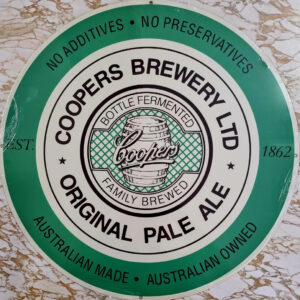 NO ADDITIVES • NO PRESERVATIVES
COOPERS BREWERY LTD
BOTTLE FERMENTED
Coopers
FAMILY BREWED
EST. 1862
ORIGINAL PALE ALE
AUSTRALIAN MADE • AUSTRALIAN OWNED